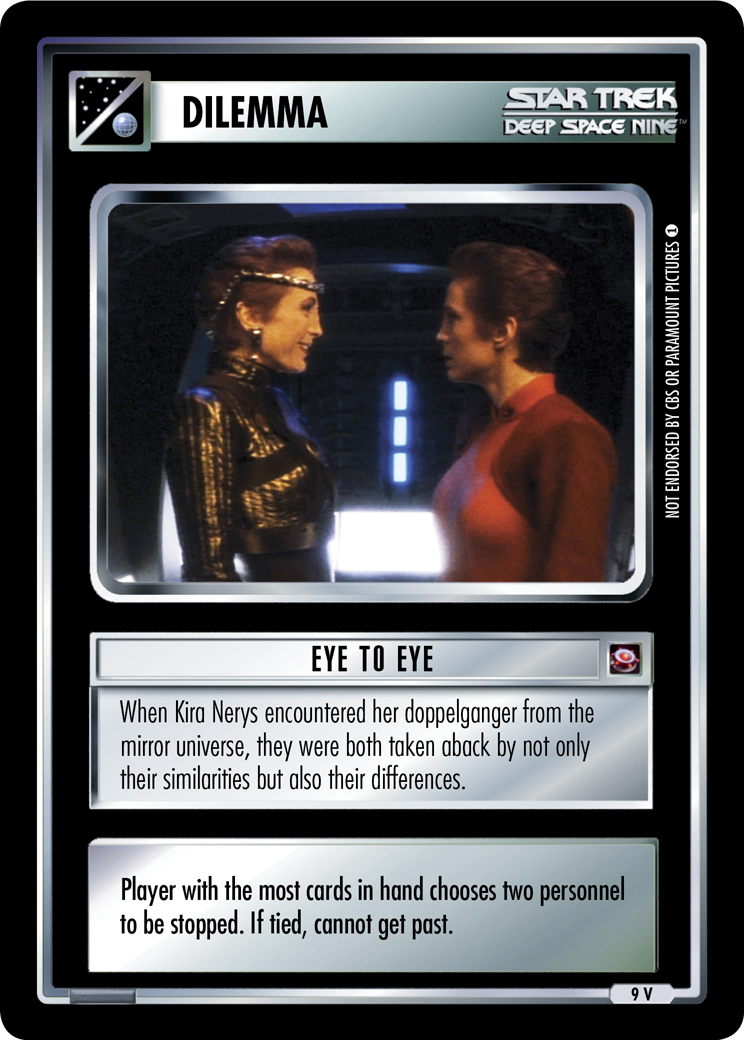 DILEMMA
STAR TREK
DEEP SPACE NINE™
NOT ENDORSED BY CBS OR PARAMOUNT PICTURES 1
EYE TO EYE
When Kira Nerys encountered her doppelganger from the
mirror universe, they were both taken aback by not only
their similarities but also their differences.
Player with the most cards in hand chooses two personnel
to be stopped. If tied, cannot get past.
9 V